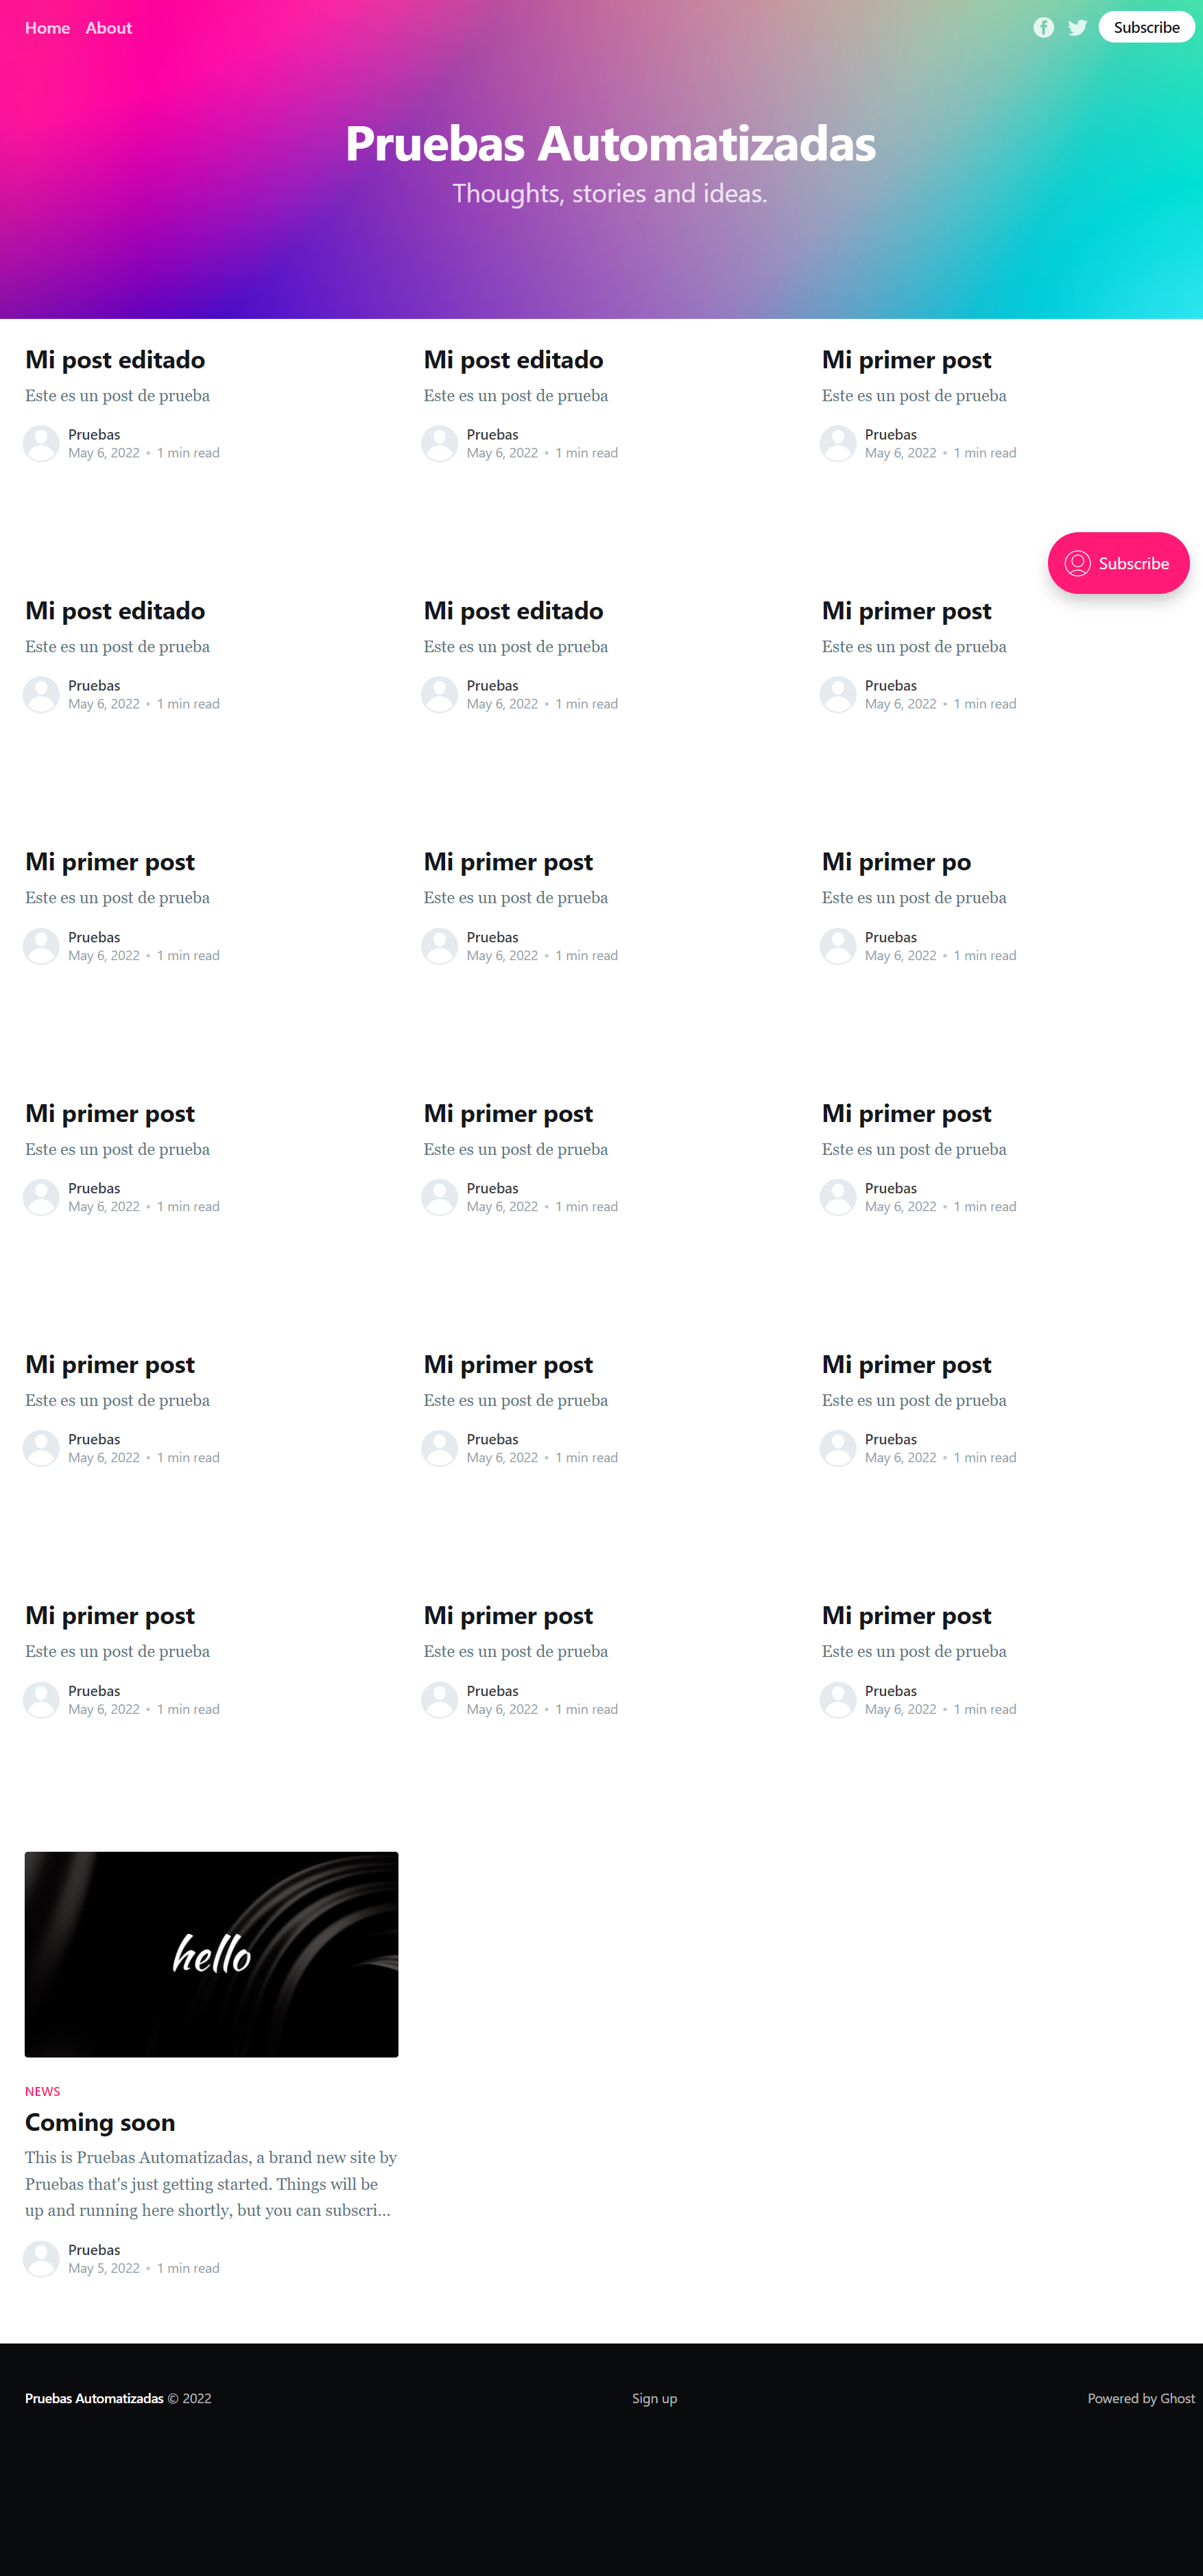 Home About Subscribe
Pruebas Automatizadas
Thoughts, stories and ideas.
Mi post editado
Este es un post de prueba
Pruebas
May 6, 2022 • 1 min read
Mi post editado
Este es un post de prueba
Pruebas
May 6, 2022 • 1 min read
Mi primer post
Este es un post de prueba
Pruebas
May 6, 2022 • 1 min read
Subscribe
Mi post editado
Este es un post de prueba
Pruebas
May 6, 2022 • 1 min read
Mi post editado
Este es un post de prueba
Pruebas
May 6, 2022 • 1 min read
Mi primer post
Este es un post de prueba
Pruebas
May 6, 2022 • 1 min read
Mi primer post
Este es un post de prueba
Pruebas
May 6, 2022 • 1 min read
Mi primer post
Este es un post de prueba
Pruebas
May 6, 2022 • 1 min read
Mi primer po
Este es un post de prueba
Pruebas
May 6, 2022 • 1 min read
Mi primer post
Este es un post de prueba
Pruebas
May 6, 2022 • 1 min read
Mi primer post
Este es un post de prueba
Pruebas
May 6, 2022 • 1 min read
Mi primer post
Este es un post de prueba
Pruebas
May 6, 2022 • 1 min read
Mi primer post
Este es un post de prueba
Pruebas
May 6, 2022 • 1 min read
Mi primer post
Este es un post de prueba
Pruebas
May 6, 2022 • 1 min read
Mi primer post
Este es un post de prueba
Pruebas
May 6, 2022 • 1 min read
Mi primer post
Este es un post de prueba
Pruebas
May 6, 2022 • 1 min read
Mi primer post
Este es un post de prueba
Pruebas
May 6, 2022 • 1 min read
Mi primer post
Este es un post de prueba
Pruebas
May 6, 2022 • 1 min read
hello
NEWS
Coming soon
This is Pruebas Automatizadas, a brand new site by
Pruebas that's just getting started. Things will be
up and running here shortly, but you can subscri...
Pruebas
May 5, 2022 • 1 min read
Pruebas Automatizadas © 2022 Sign up Powered by Ghost